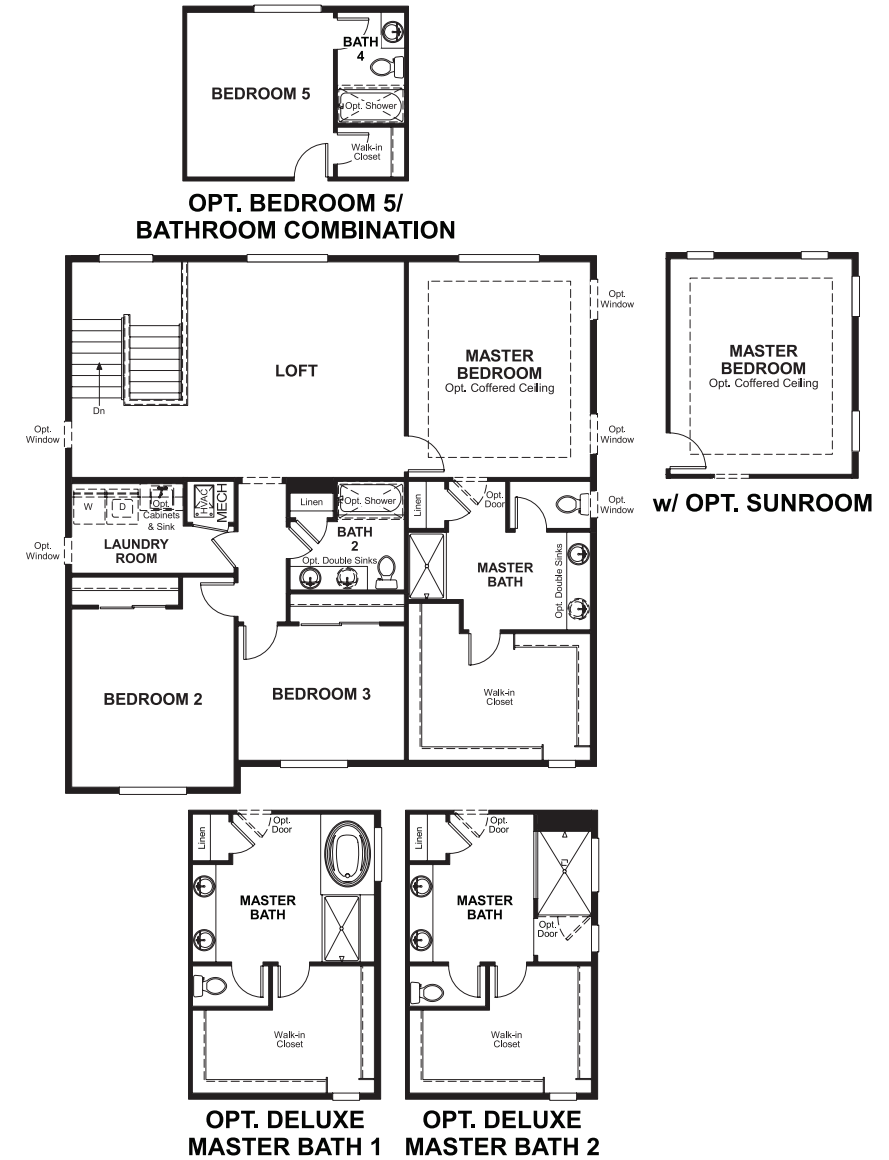 BATH
4
BEDROOM 5
Opt. Shower
Walk-in
Closet
OPT. BEDROOM 5/
BATHROOM COMBINATION
Opt.
Window
MASTER
BEDROOM
Opt. Coffered Ceiling
LOFT
Dn
Opt.
Window
Opt.
Window
MASTER
BEDROOM
Opt. Coffered Ceiling
w/ OPT. SUNROOM
W
D
Opt.
Cabinets
& Sink
HVAC
MECH
Linen
Opt. Shower
Linen
Opt.
Door
Opt.
Window
LAUNDRY
ROOM
Opt.
Window
BATH
2
Opt. Double Sinks
MASTER
BATH
Opt. Double Sinks
BEDROOM 2
BEDROOM 3
Walk-in
Closet
Linen
Opt.
Door
MASTER
BATH
Walk-in
Closet
OPT. DELUXE
MASTER BATH 1
Linen
Opt.
Door
MASTER
BATH
Opt.
Door
Walk-in
Closet
OPT. DELUXE
MASTER BATH 2